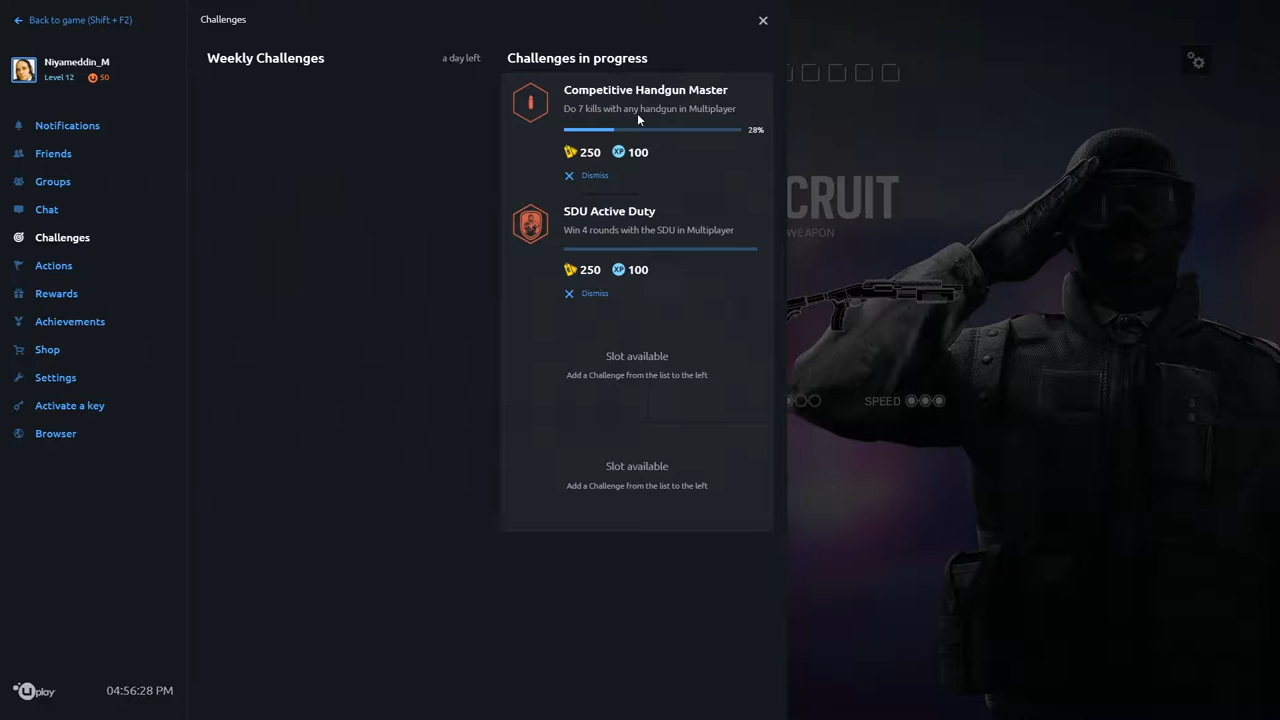 Back to game (Shift + F2)
Niyameddin_M
Level 12
50
Notifications
Friends
Groups
Chat
Challenges
Actions
Rewards
Achievements
Shop
Settings
Activate a key
Browser
uplay
04:56:28 PM
Challenges
Weekly Challenges
a day left
Challenges in progress
Competitive Handgun Master
Do 7 kills with any handgun in Multiplayer
28%
250
XP 100
Dismiss
SDU Active Duty
Win 4 rounds with the SDU in Multiplayer
250
XP 100
Dismiss
Slot available
Add a Challenge from the list to the left
Slot available
Add a Challenge from the list to the left
CRUIT
WEAPON
SPEED